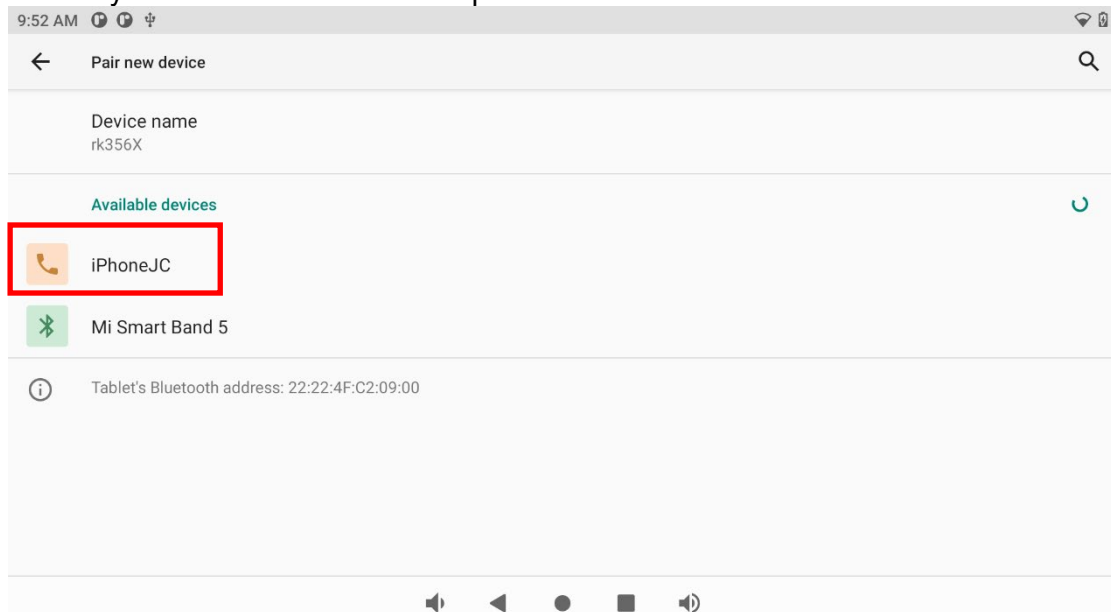 9:52 AM
Pair new device
Device name
rk356X
Available devices
iPhoneJC
Mi Smart Band 5
Tablet's Bluetooth address: 22:22:4F:C2:09:00